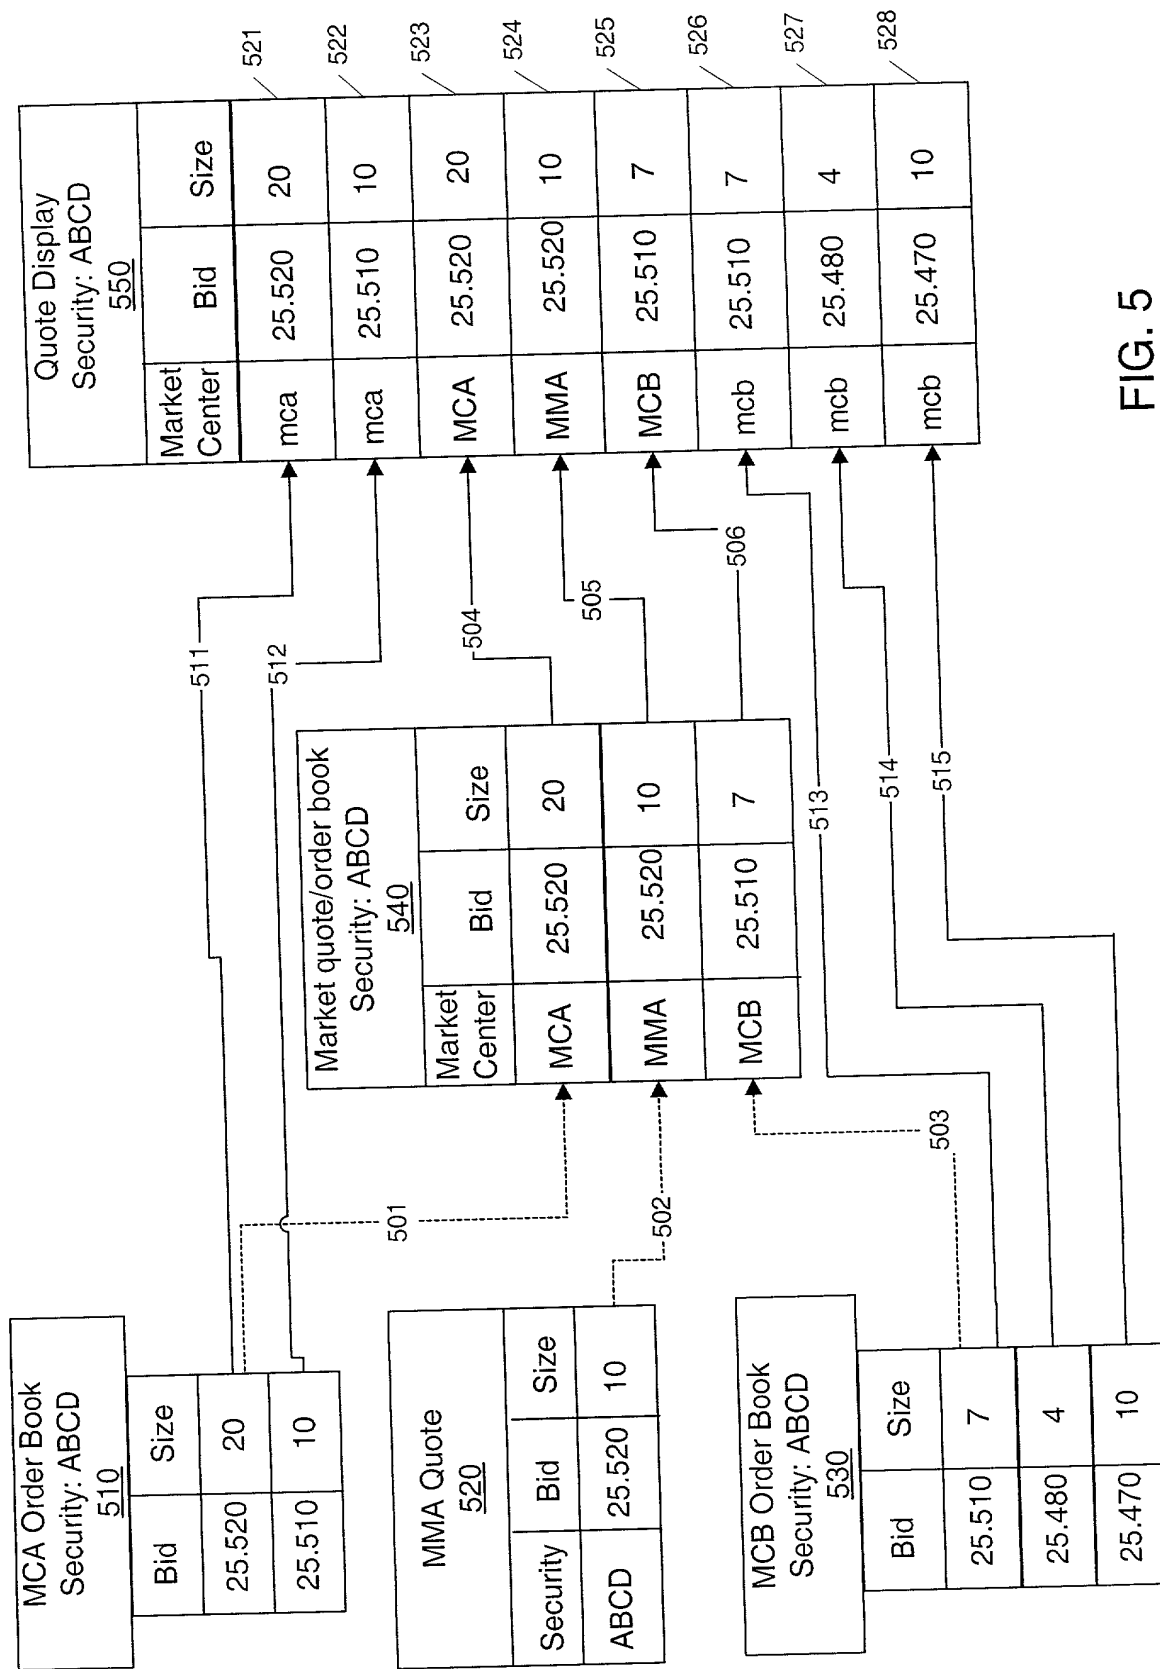 MCA Order Book
Security: ABCD
510
Bid Size
25.520 20
25.510 10
MMA Quote
520
Security Bid Size
ABCD 25.520 10
MCB Order Book
Security: ABCD
530
Bid Size
25.510 7
25.480 4
25.470 10
501
502
503
Market quote/order book
Security: ABCD
540
Market
Center Bid Size
MCA 25.520 20
MMA 25.520 10
MCB 25.510 7
511
512
504
505
506
513
514
515
Quote Display
Security: ABCD
550
Market
Center Bid Size
mca 25.520 20 521
mca 25.510 10 522
MCA 25.520 20 523
MMA 25.520 10 524
MCB 25.510 7 525
mcb 25.510 7 526
mcb 25.480 4 527
mcb 25.470 10 528
FIG. 5